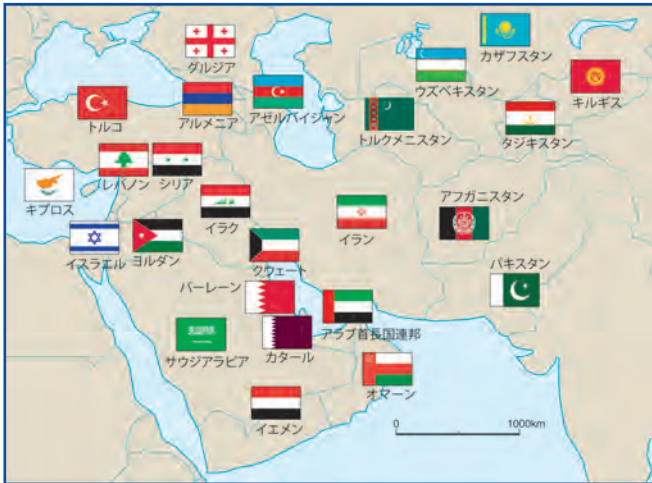 グルジア
カザフスタン
ウズベキスタン
キルギス
トルコ
アルメニア
アゼルバイジャン
トルクメニスタン
タジキスタン
レバノン
シリア
キプロス
イラク
イラン
アフガニスタン
イスラエル
ヨルダン
クウェート
パキスタン
バーレーン
サウジアラビア
カタール
アラブ首長国連邦
オマーン
イエメン
0 1000km